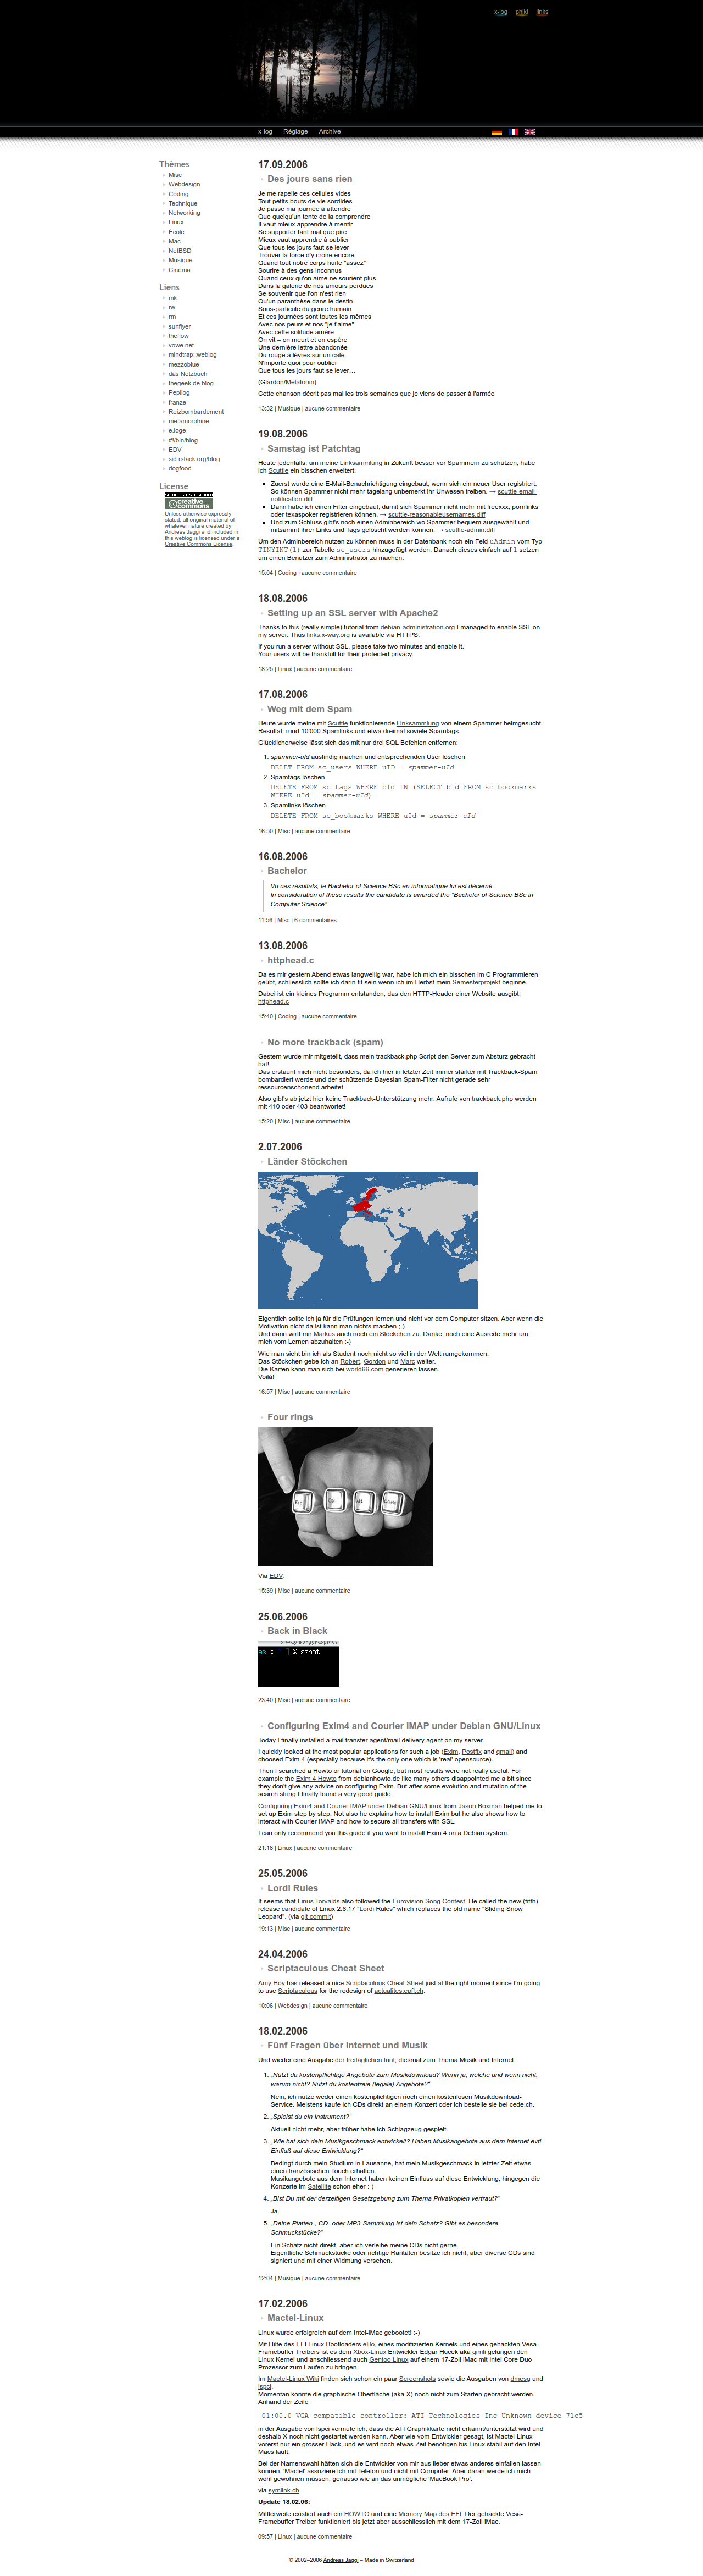 x-log phiki links
x-log Réglage Archive
Thèmes
Misc
Webdesign
Coding
Technique
Networking
Linux
École
Mac
NetBSD
Musique
Cinéma
Liens
mk
rw
rm
sunflyer
theflow
vowe.net
mindtrap::weblog
mezzoblue
das Netzbuch
thegeek.de blog
Pepilog
franze
Reizbombardement
metamorphine
e.loge
#!/bin/blog
EDV
sid.rstack.org/blog
dogfood
License
SOME RIGHTS RESERVED
creative commons
Unless otherwise expressly
stated, all original material of
whatever nature created by
Andreas Jaggi and included in
this weblog is licensed under a
Creative Commons License.
17.09.2006
Des jours sans rien
Je me rapelle ces cellules vides
Tout petits bouts de vie sordides
Je passe ma journée à attendre
Que quelqu'un tente de la comprendre
Il vaut mieux apprendre à mentir
Se supporter tant mal que pire
Mieux vaut apprendre à oublier
Que tous les jours faut se lever
Trouver la force d'y croire encore
Quand tout notre corps hurle "assez"
Sourire à des gens inconnus
Quand ceux qu'on aime ne sourient plus
Dans la galerie de nos amours perdues
Se souvenir que l'on n'est rien
Qu'un paranthèse dans le destin
Sous-particule du genre humain
Et ces journées sont toutes les mêmes
Avec nos peurs et nos "je t'aime"
Avec cette solitude amère
On vit – on meurt et on espère
Une dernière lettre abandonée
Du rouge à lèvres sur un café
N'importe quoi pour oublier
Que tous les jours faut se lever…
(Glardon/Melatonin)
Cette chanson décrit pas mal les trois semaines que je viens de passer à l'armée
13:32 | Musique | aucune commentaire
19.08.2006
Samstag ist Patchtag
Heute jedenfalls: um meine Linksammlung in Zukunft besser vor Spammern zu schützen, habe
ich Scuttle ein bisschen erweitert:
Zuerst wurde eine E-Mail-Benachrichtigung eingebaut, wenn sich ein neuer User registriert.
So können Spammer nicht mehr tagelang unbemerkt ihr Unwesen treiben. → scuttle-email-
notification.diff
Dann habe ich einen Filter eingebaut, damit sich Spammer nicht mehr mit freexxx, pornlinks
oder texaspoker registrieren können. → scuttle-reasonableusernames.diff
Und zum Schluss gibt's noch einen Adminbereich wo Spammer bequem ausgewählt und
mitsammt ihrer Links und Tags gelöscht werden können. → scuttle-admin.diff
Um den Adminbereich nutzen zu können muss in der Datenbank noch ein Feld uAdmin vom Typ
TINYINT(1) zur Tabelle sc_users hinzugefügt werden. Danach dieses einfach auf 1 setzen
um einen Benutzer zum Administrator zu machen.
15:04 | Coding | aucune commentaire
18.08.2006
Setting up an SSL server with Apache2
Thanks to this (really simple) tutorial from debian-administration.org I managed to enable SSL on
my server. Thus links.x-way.org is available via HTTPS.
If you run a server without SSL, please take two minutes and enable it.
Your users will be thankfull for their protected privacy.
18:25 | Linux | aucune commentaire
17.08.2006
Weg mit dem Spam
Heute wurde meine mit Scuttle funktionierende Linksammlung von einem Spammer heimgesucht.
Resultat: rund 10'000 Spamlinks und etwa dreimal soviele Spamtags.
Glücklicherweise lässt sich das mit nur drei SQL Befehlen entfernen:
1. spammer-uId ausfindig machen und entsprechenden User löschen
DELET FROM sc_users WHERE uID = spammer-uId
2. Spamtags löschen
DELETE FROM sc_tags WHERE bId IN (SELECT bId FROM sc_bookmarks
WHERE uId = spammer-uId)
3. Spamlinks löschen
DELETE FROM sc_bookmarks WHERE uId = spammer-uId
16:50 | Misc | aucune commentaire
16.08.2006
Bachelor
Vu ces résultats, le Bachelor of Science BSc en informatique lui est décerné.
In consideration of these results the candidate is awarded the "Bachelor of Science BSc in
Computer Science"
11:56 | Misc | 6 commentaires
13.08.2006
httphead.c
Da es mir gestern Abend etwas langweilig war, habe ich mich ein bisschen im C Programmieren
geübt, schliesslich sollte ich darin fit sein wenn ich im Herbst mein Semesterprojekt beginne.
Dabei ist ein kleines Programm entstanden, das den HTTP-Header einer Website ausgibt:
httphead.c
15:40 | Coding | aucune commentaire
No more trackback (spam)
Gestern wurde mir mitgeteilt, dass mein trackback.php Script den Server zum Absturz gebracht
hat!
Das erstaunt mich nicht besonders, da ich hier in letzter Zeit immer stärker mit Trackback-Spam
bombardiert werde und der schützende Bayesian Spam-Filter nicht gerade sehr
ressourcenschonend arbeitet.
Also gibt's ab jetzt hier keine Trackback-Unterstützung mehr. Aufrufe von trackback.php werden
mit 410 oder 403 beantwortet!
15:20 | Misc | aucune commentaire
2.07.2006
Länder Stöckchen
Eigentlich sollte ich ja für die Prüfungen lernen und nicht vor dem Computer sitzen. Aber wenn die
Motivation nicht da ist kann man nichts machen ;-)
Und dann wirft mir Markus auch noch ein Stöckchen zu. Danke, noch eine Ausrede mehr um
mich vom Lernen abzuhalten :-)
Wie man sieht bin ich als Student noch nicht so viel in der Welt rumgekommen.
Das Stöckchen gebe ich an Robert, Gordon und Marc weiter.
Die Karten kann man sich bei world66.com generieren lassen.
Voilà!
16:57 | Misc | aucune commentaire
Four rings
Esc Ctrl Alt
Via EDV.
15:39 | Misc | aucune commentaire
25.06.2006
Back in Black
es : ] % sshot
23:40 | Misc | aucune commentaire
Configuring Exim4 and Courier IMAP under Debian GNU/Linux
Today I finally installed a mail transfer agent/mail delivery agent on my server.
I quickly looked at the most popular applications for such a job (Exim, Postfix and qmail) and
choosed Exim 4 (especially because it's the only one which is 'real' opensource).
Then I searched a Howto or tutorial on Google, but most results were not really useful. For
example the Exim 4 Howto from debianhowto.de like many others disappointed me a bit since
they don't give any advice on configuring Exim. But after some evolution and mutation of the
search string I finally found a very good guide.
Configuring Exim4 and Courier IMAP under Debian GNU/Linux from Jason Boxman helped me to
set up Exim step by step. Not also he explains how to install Exim but he also shows how to
interact with Courier IMAP and how to secure all transfers with SSL.
I can only recommend you this guide if you want to install Exim 4 on a Debian system.
21:18 | Linux | aucune commentaire
25.05.2006
Lordi Rules
It seems that Linus Torvalds also followed the Eurovision Song Contest. He called the new (fifth)
release candidate of Linux 2.6.17 "Lordi Rules" which replaces the old name "Sliding Snow
Leopard". (via git commit)
19:13 | Misc | aucune commentaire
24.04.2006
Scriptaculous Cheat Sheet
Amy Hoy has released a nice Scriptaculous Cheat Sheet just at the right moment since I'm going
to use Scriptaculous for the redesign of actualites.epfl.ch.
10:06 | Webdesign | aucune commentaire
18.02.2006
Fünf Fragen über Internet und Musik
Und wieder eine Ausgabe der freitäglichen fünf, diesmal zum Thema Musik und Internet.
1. „Nutzt du kostenpflichtige Angebote zum Musikdownload? Wenn ja, welche und wenn nicht,
warum nicht? Nutzt du kostenfreie (legale) Angebote?“
Nein, ich nutze weder einen kostenplichtigen noch einen kostenlosen Musikdownload-
Service. Meistens kaufe ich CDs direkt an einem Konzert oder ich bestelle sie bei cede.ch.
2. „Spielst du ein Instrument?“
Aktuell nicht mehr, aber früher habe ich Schlagzeug gespielt.
3. „Wie hat sich dein Musikgeschmack entwickelt? Haben Musikangebote aus dem Internet evtl.
Einfluß auf diese Entwicklung?“
Bedingt durch mein Studium in Lausanne, hat mein Musikgeschmack in letzter Zeit etwas
einen französischen Touch erhalten.
Musikangebote aus dem Internet haben keinen Einfluss auf diese Entwicklung, hingegen die
Konzerte im Satellite schon eher :-)
4. „Bist Du mit der derzeitigen Gesetzgebung zum Thema Privatkopien vertraut?“
Ja.
5. „Deine Platten-, CD- oder MP3-Sammlung ist dein Schatz? Gibt es besondere
Schmuckstücke?“
Ein Schatz nicht direkt, aber ich verleihe meine CDs nicht gerne.
Eigentliche Schmuckstücke oder richtige Raritäten besitze ich nicht, aber diverse CDs sind
signiert und mit einer Widmung versehen.
12:04 | Musique | aucune commentaire
17.02.2006
Mactel-Linux
Linux wurde erfolgreich auf dem Intel-iMac gebootet! :-)
Mit Hilfe des EFI Linux Bootloaders elilo, eines modifizierten Kernels und eines gehackten Vesa-
Framebuffer Treibers ist es dem Xbox-Linux Entwickler Edgar Hucek aka gimli gelungen den
Linux Kernel und anschliessend auch Gentoo Linux auf einem 17-Zoll iMac mit Intel Core Duo
Prozessor zum Laufen zu bringen.
Im Mactel-Linux Wiki finden sich schon ein paar Screenshots sowie die Ausgaben von dmesg und
lspci.
Momentan konnte die graphische Oberfläche (aka X) noch nicht zum Starten gebracht werden.
Anhand der Zeile
01:00.0 VGA compatible controller: ATI Technologies Inc Unknown device 71c5
in der Ausgabe von lspci vermute ich, dass die ATI Graphikkarte nicht erkannt/unterstützt wird und
deshalb X noch nicht gestartet werden kann. Aber wie vom Entwickler gesagt, ist Mactel-Linux
vorerst nur ein grosser Hack, und es wird noch etwas Zeit benötigen bis Linux stabil auf den Intel
Macs läuft.
Bei der Namenswahl hätten sich die Entwickler von mir aus lieber etwas anderes einfallen lassen
können. 'Mactel' assoziere ich mit Telefon und nicht mit Computer. Aber daran werde ich mich
wohl gewöhnen müssen, genauso wie an das unmögliche 'MacBook Pro'.
via symlink.ch
Update 18.02.06:
Mittlerweile existiert auch ein HOWTO und eine Memory Map des EFI. Der gehackte Vesa-
Framebuffer Treiber funktioniert bis jetzt aber ausschliesslich mit dem 17-Zoll iMac.
09:57 | Linux | aucune commentaire
© 2002–2006 Andreas Jaggi – Made in Switzerland